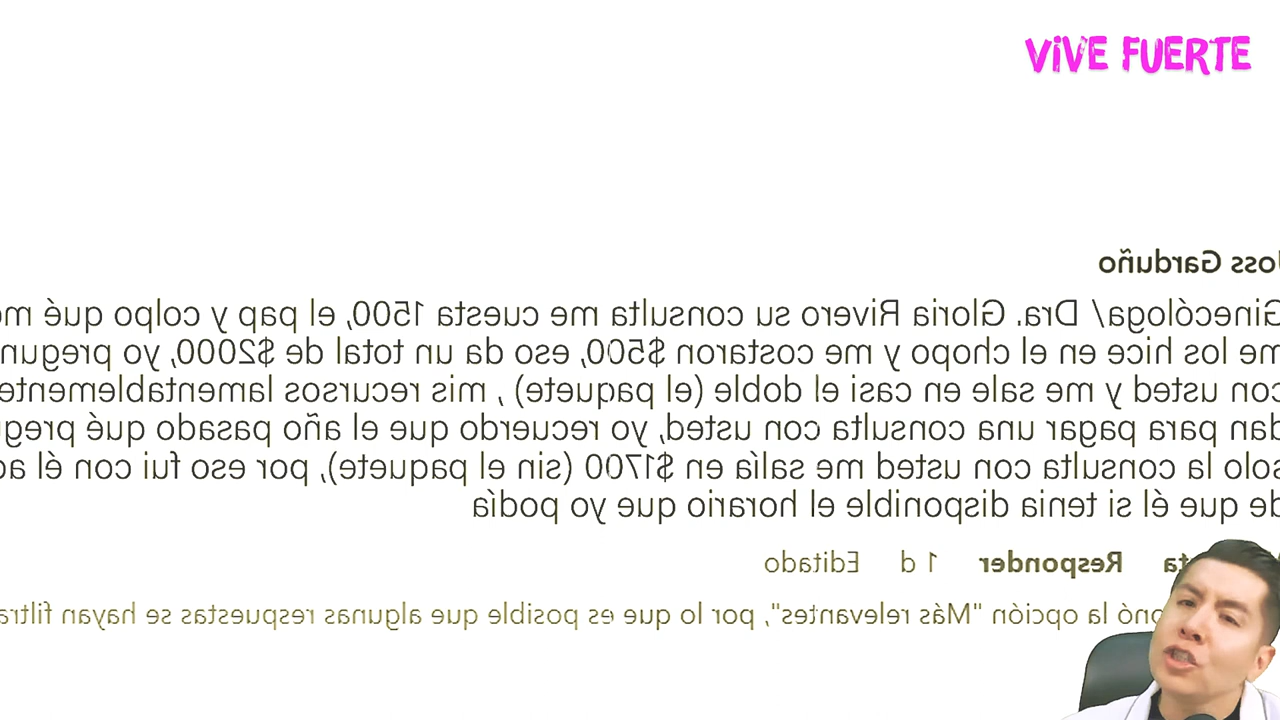 VIVE FUERTE
Joss Garduño
Ginecóloga/ Dra. Gloria Rivero su consulta me cuesta 1500, el pap y colpo qué
me los hice en el chopo y me costaron $500, eso da un total de $2000, yo
con usted y me sale en casi el doble (el paquete) , mis recursos lamentablemente
dan para pagar una consulta con usted, yo recuerdo que el año pasado qué
solo la consulta con usted me salía en $1700 (sin el paquete), por eso fui con él
de que él si tenia disponible el horario que yo podía
Responder 1 d Editado
la opción "Más relevantes", por lo que es posible que algunas respuestas se hayan